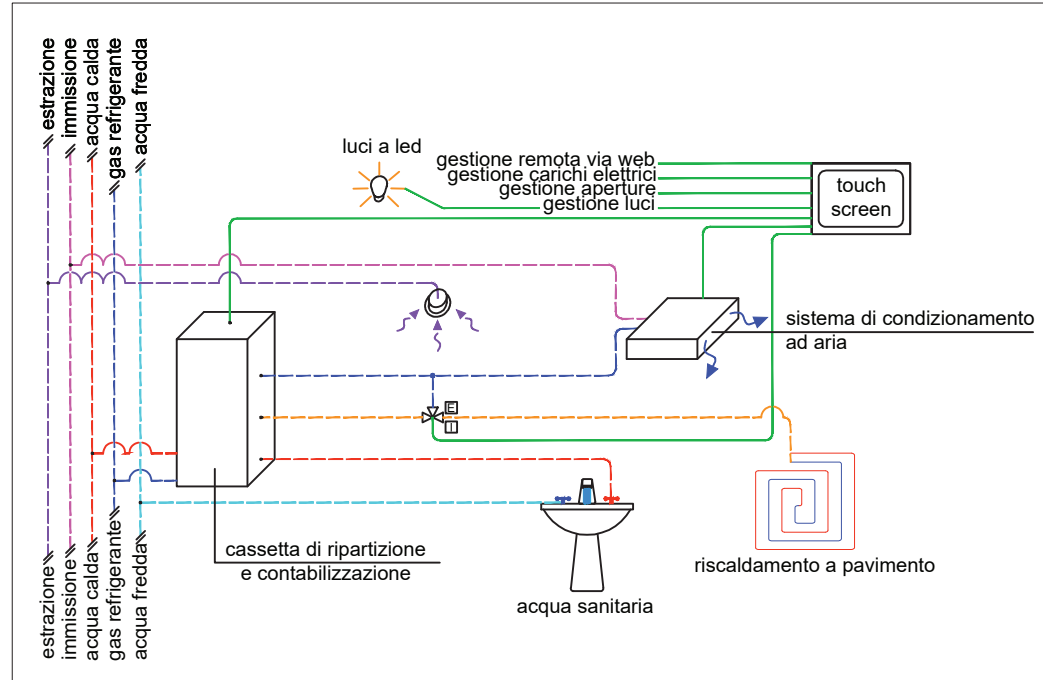 estrazione
immissione
acqua calda
gas refrigerante
acqua fredda
luci a led
gestione remota via web
gestione carichi elettrici
gestione aperture
gestione luci
touch
screen
sistema di condizionamento
ad aria
E
I
cassetta di ripartizione
e contabilizzazione
acqua sanitaria
riscaldamento a pavimento
estrazione
immissione
acqua calda
gas refrigerante
acqua fredda